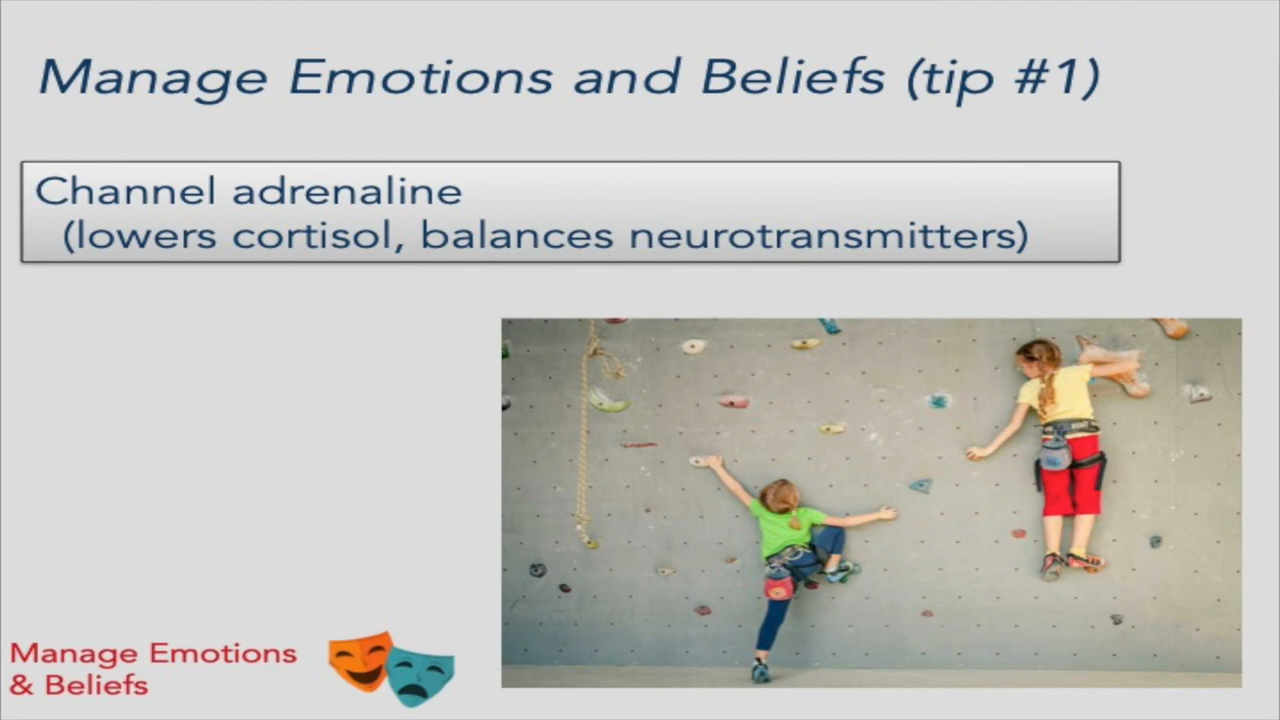 Manage Emotions and Beliefs (tip #1)
Channel adrenaline
(lowers cortisol, balances neurotransmitters)
Manage Emotions
& Beliefs